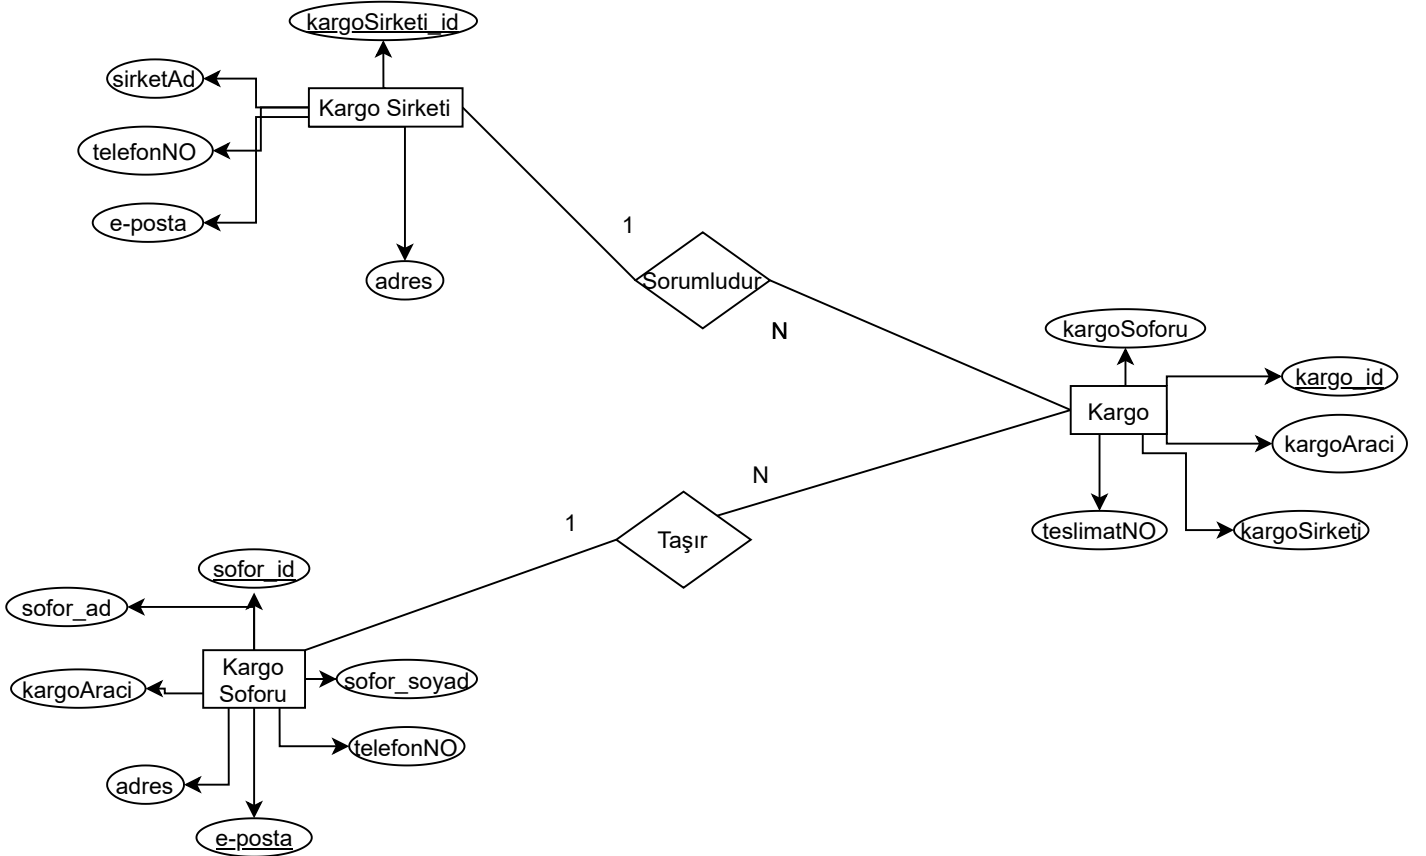 kargoSirketi_id
sirketAd
Kargo Sirketi
telefonNO
e-posta
adres
1
Sorumludur
N
kargoSoforu
kargo_id
Kargo
kargoAraci
teslimatNO
kargoSirketi
N
1
Taşır
sofor_id
sofor_ad
Kargo
Soforu
kargoAraci
sofor_soyad
telefonNO
adres
e-posta